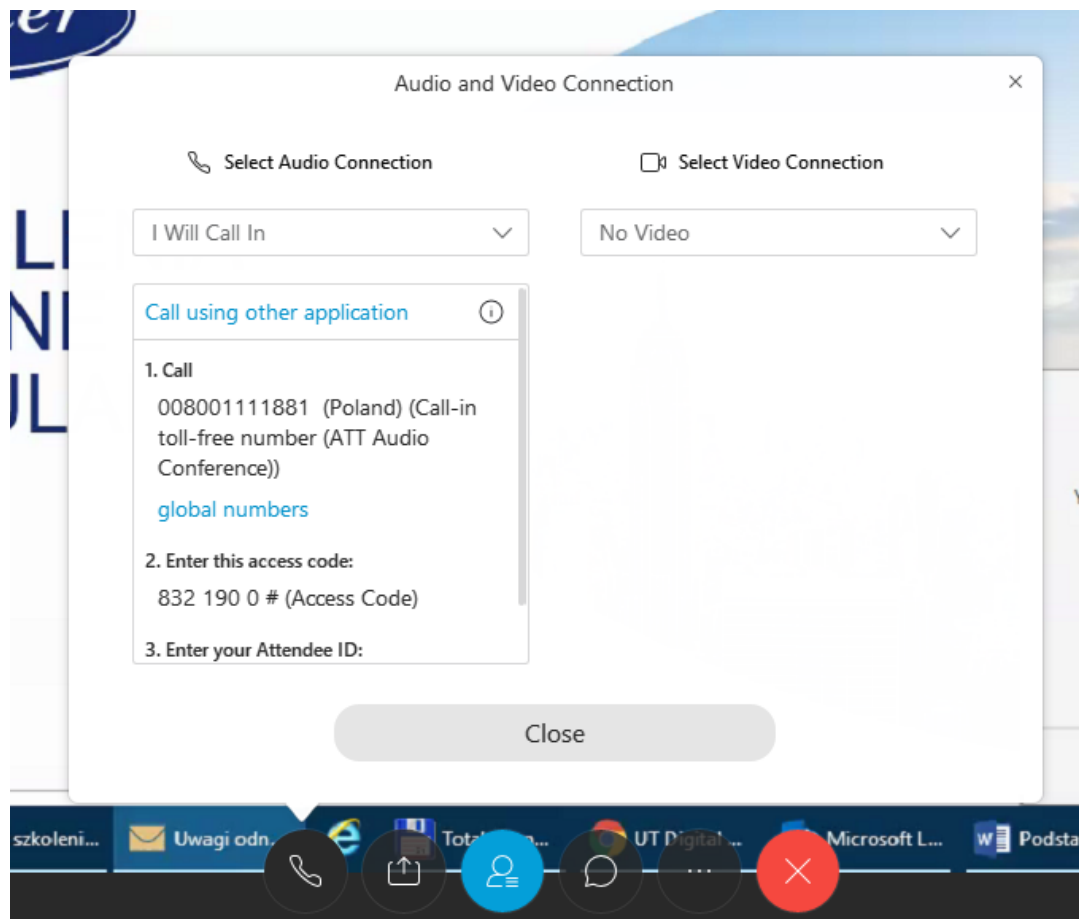 Audio and Video Connection
Select Audio Connection
Select Video Connection
I Will Call In
No Video
Call using other application
1. Call
008001111881 (Poland) (Call-in
toll-free number (ATT Audio
Conference))
global numbers
2. Enter this access code:
832 190 0 # (Access Code)
3. Enter your Attendee ID:
Close
szkoleni...
Uwagi odn...
UT Digital ...
Microsoft L...
Podsta